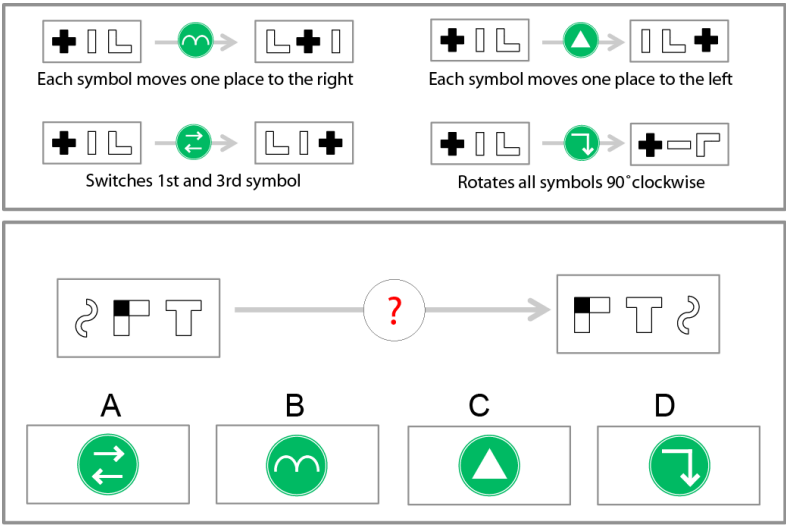 Each symbol moves one place to the right
Each symbol moves one place to the left
Switches 1st and 3rd symbol
Rotates all symbols 90˚clockwise
?
A
B
C
D